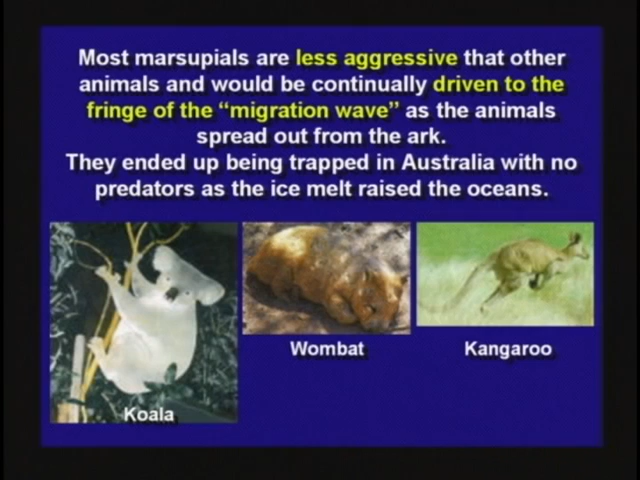 Most marsupials are less aggressive that other
animals and would be continually driven to the
fringe of the “migration wave” as the animals
spread out from the ark.
They ended up being trapped in Australia with no
predators as the ice melt raised the oceans.
Wombat
Kangaroo
Koala